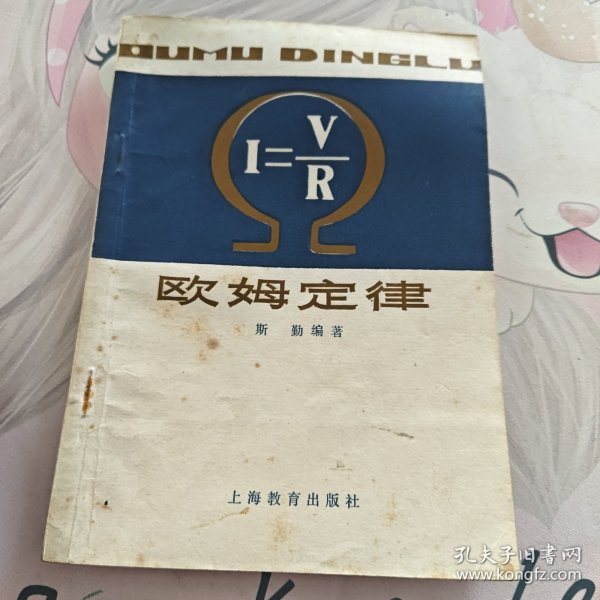 OUMU DINGLU
I=V/R
欧姆定律
斯 勤编著
上海教育出版社
孔夫子旧书网
www.kongfz.com